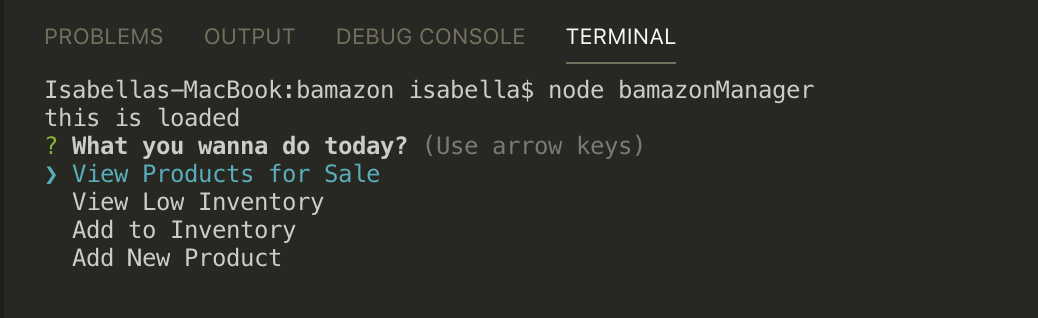 PROBLEMS OUTPUT DEBUG CONSOLE TERMINAL
Isabellas-MacBook:bamazon isabella$ node bamazonManager
this is loaded
? What you wanna do today? (Use arrow keys)
❯ View Products for Sale
View Low Inventory
Add to Inventory
Add New Product